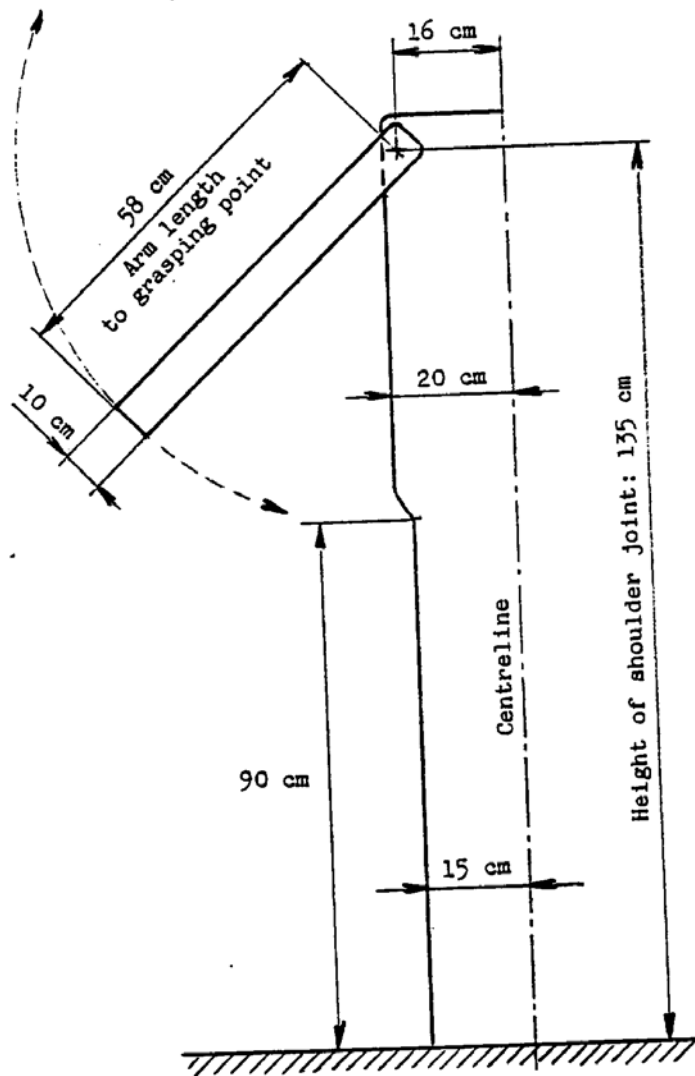 16 cm
58 cm
Arm length
to grasping point
10 cm
20 cm
Height of shoulder joint: 135 cm
Centreline
90 cm
15 cm